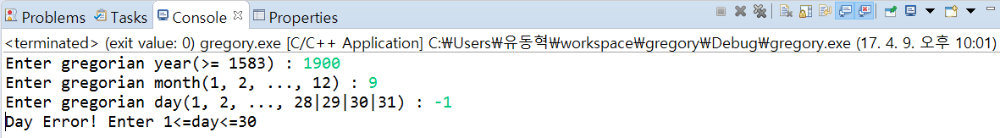 Problems Tasks Console Properties
<terminated> (exit value: 0) gregory.exe [C/C++ Application] C:₩Users₩유동혁₩workspace₩gregory₩Debug₩gregory.exe (17. 4. 9. 오후 10:01)
Enter gregorian year(>= 1583) : 1900
Enter gregorian month(1, 2, ..., 12) : 9
Enter gregorian day(1, 2, ..., 28|29|30|31) : -1
Day Error! Enter 1<=day<=30